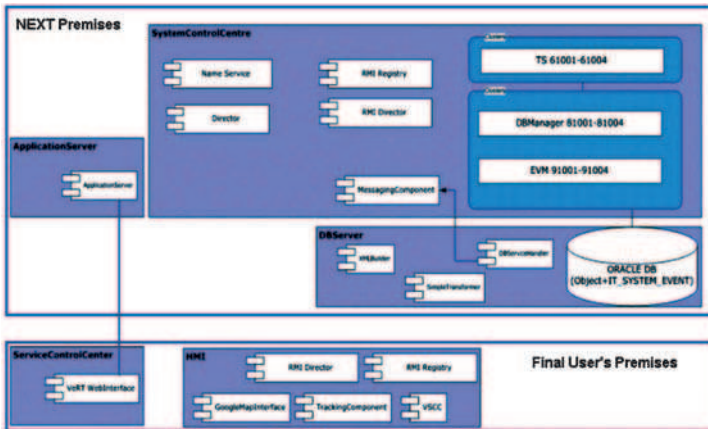 NEXT Premises
SystemControlCentre
Name Service
RMI Registry
TS 61001-61004
Director
RMI Director
DBManager 81001-81004
EVM 91001-91004
ApplicationServer
ApplicationServer
MessagingComponent
DBServer
XMLBuilder
DBServiceHandler
SimpleTransformer
ORACLE DB
(Object+IT_SYSTEM_EVENT)
ServiceControlCenter
VeRT WebInterface
HMI
RMI Director
RMI Registry
Final User's Premises
GoogleMapInterface
TrackingComponent
VSCC